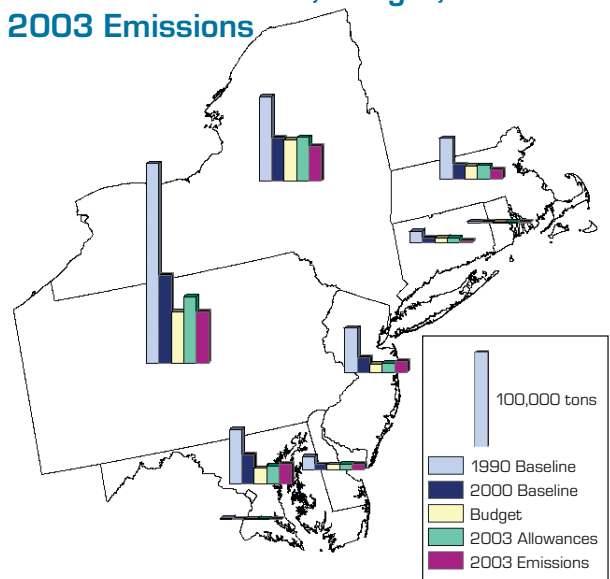 2003 Emissions
100,000 tons
1990 Baseline
2000 Baseline
Budget
2003 Allowances
2003 Emissions